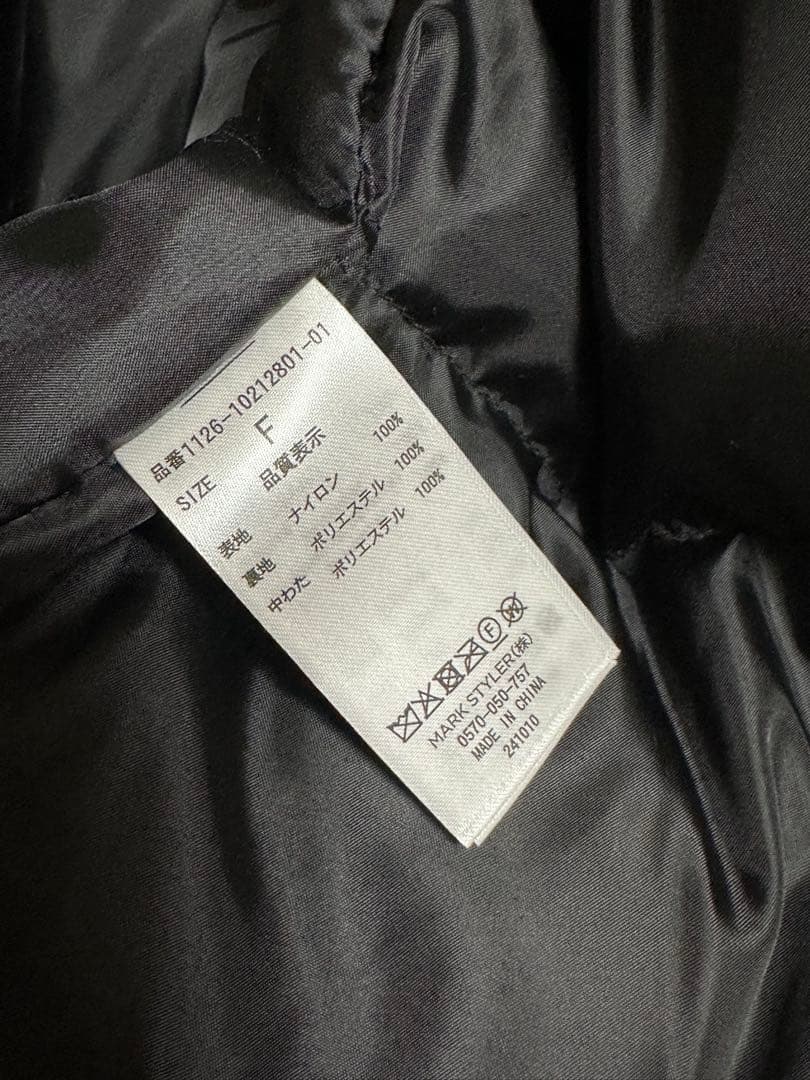 品番1126-10212801-01
SIZE F
品質表示
表地 ナイロン 100%
裏地 ポリエステル 100%
中わた ポリエステル 100%
F W
MARK STYLER(株)
0570-050-757
MADE IN CHINA
241010